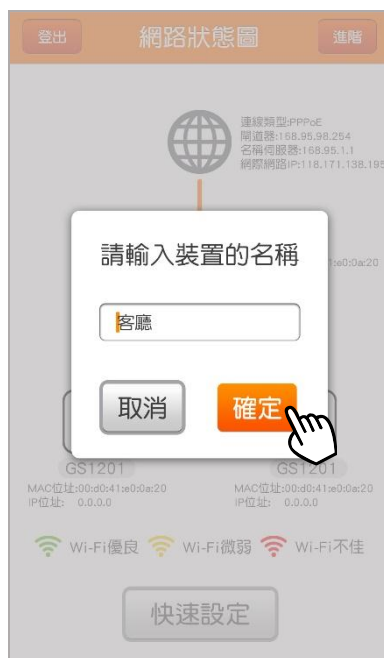 登出
網路狀態圖
進階
連線類型:PPPoE
閘道器:168.95.98.254
名稱伺服器:168.95.1.1
網際網路IP:118.171.138.195
:e0:0a:20
請輸入裝置的名稱
客廳
取消
確定
GS1201
GS1201
MAC位址:00:d0:41:e0:0a:20
MAC位址:00:d0:41:e0:0a:20
IP位址: 0.0.0.0
IP位址: 0.0.0.0
Wi-Fi優良
Wi-Fi微弱
Wi-Fi不佳
快速設定